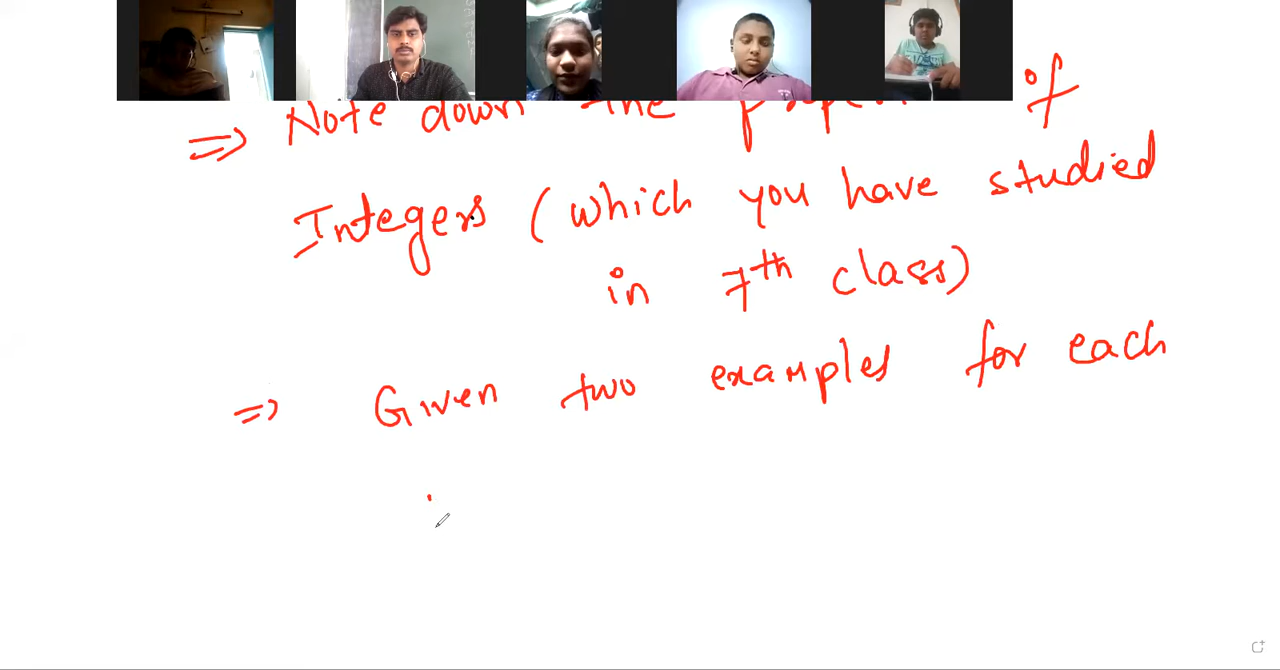 ⇒ Note down the of
Integers (which you have studied
in 7th class)
⇒ Given two examples for each